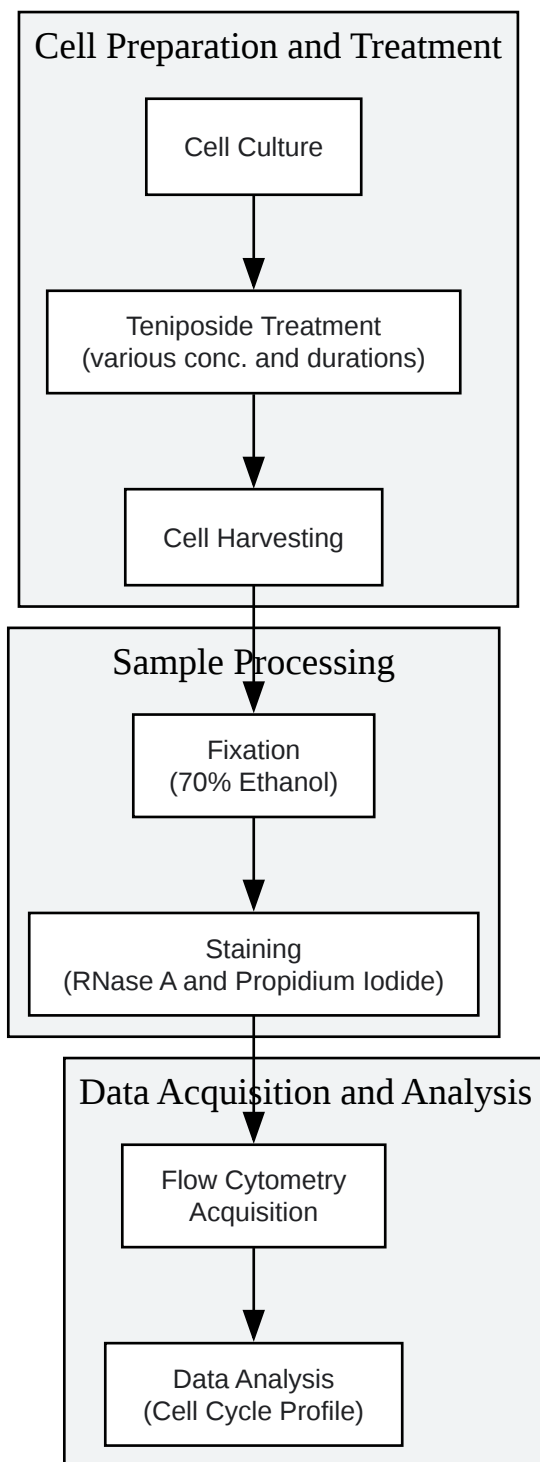 Cell Preparation and Treatment
Cell Culture
Teniposide Treatment
(various conc. and durations)
Cell Harvesting
Sample Processing
Fixation
(70% Ethanol)
Staining
(RNase A and Propidium Iodide)
Data Acquisition and Analysis
Flow Cytometry
Acquisition
Data Analysis
(Cell Cycle Profile)